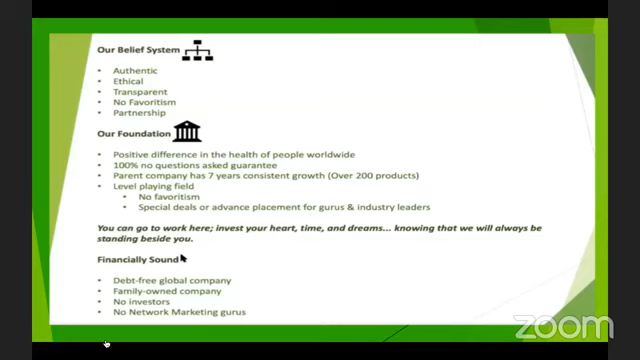 Our Belief System
• Authentic
• Ethical
• Transparent
• No Favoritism
• Partnership
Our Foundation
• Positive difference in the health of people worldwide
• 100% no questions asked guarantee
• Parent company has 7 years consistent growth (Over 200 products)
• Level playing field
• No favoritism
• Special deals or advance placement for gurus & industry leaders
You can go to work here; invest your heart, time, and dreams... knowing that we will always be
standing beside you.
Financially Sound
• Debt-free global company
• Family-owned company
• No investors
• No Network Marketing gurus
zoom